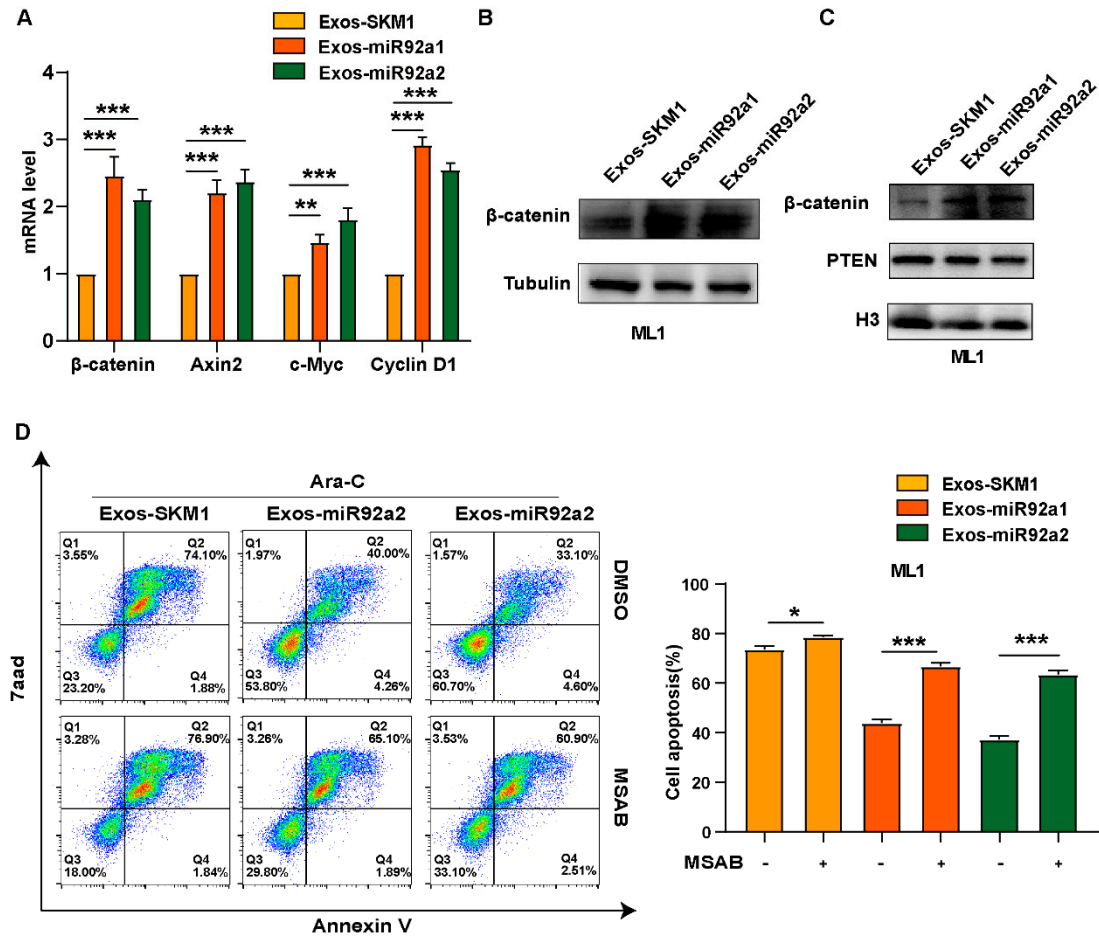 A
Exos-SKM1
Exos-miR92a1
Exos-miR92a2
mRNA level
4
3
2
1
0
*** *** *** *** ** *** *** ***
β-catenin Axin2 c-Myc Cyclin D1
B
Exos-SKM1 Exos-miR92a1 Exos-miR92a2
β-catenin
Tubulin
ML1
C
Exos-SKM1 Exos-miR92a1 Exos-miR92a2
β-catenin
PTEN
H3
ML1
D
Ara-C
Exos-SKM1 Exos-miR92a2 Exos-miR92a2
Q1 Q2 Q1 Q2 Q1 Q2
3.55% 74.10% 1.97% 40.00% 1.57% 33.10%
Q3 Q4 Q3 Q4 Q3 Q4
23.20% 1.88% 53.80% 4.26% 60.70% 4.60%
DMSO
Q1 Q2 Q1 Q2 Q1 Q2
3.28% 76.90% 3.26% 65.10% 3.53% 60.90%
Q3 Q4 Q3 Q4 Q3 Q4
18.00% 1.84% 29.80% 1.89% 33.10% 2.51%
MSAB
7aad
Annexin V
Exos-SKM1
Exos-miR92a1
Exos-miR92a2
ML1
Cell apoptosis(%)
100
80
60
40
20
0
* *** ***
MSAB - + - + - +